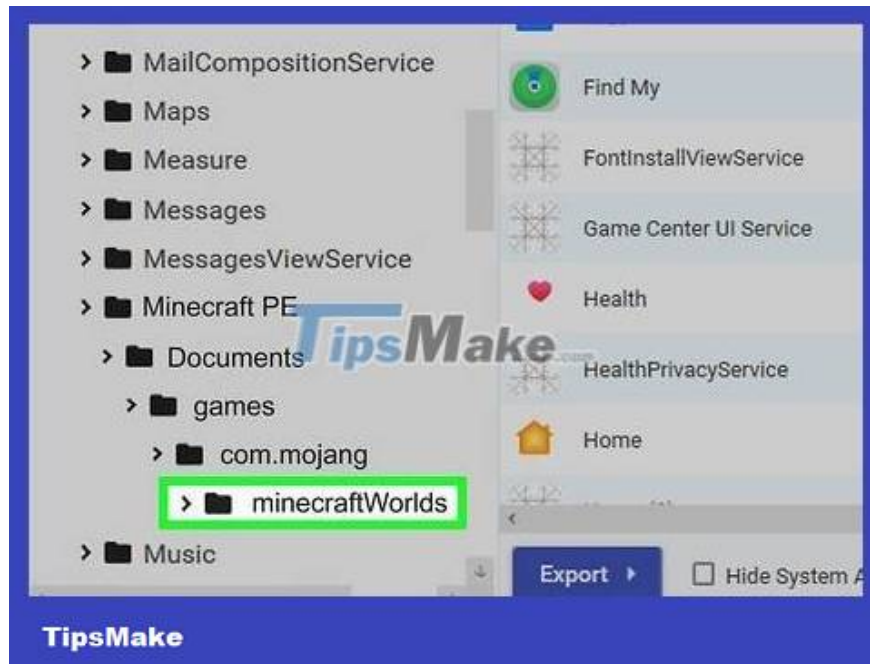 MailCompositionService
Maps
Measure
Messages
MessagesViewService
Minecraft PE
Documents
games
com.mojang
minecraftWorlds
Music
Find My
FontInstallViewService
Game Center UI Service
Health
HealthPrivacyService
Home
Export
Hide System A
TipsMake.com
TipsMake